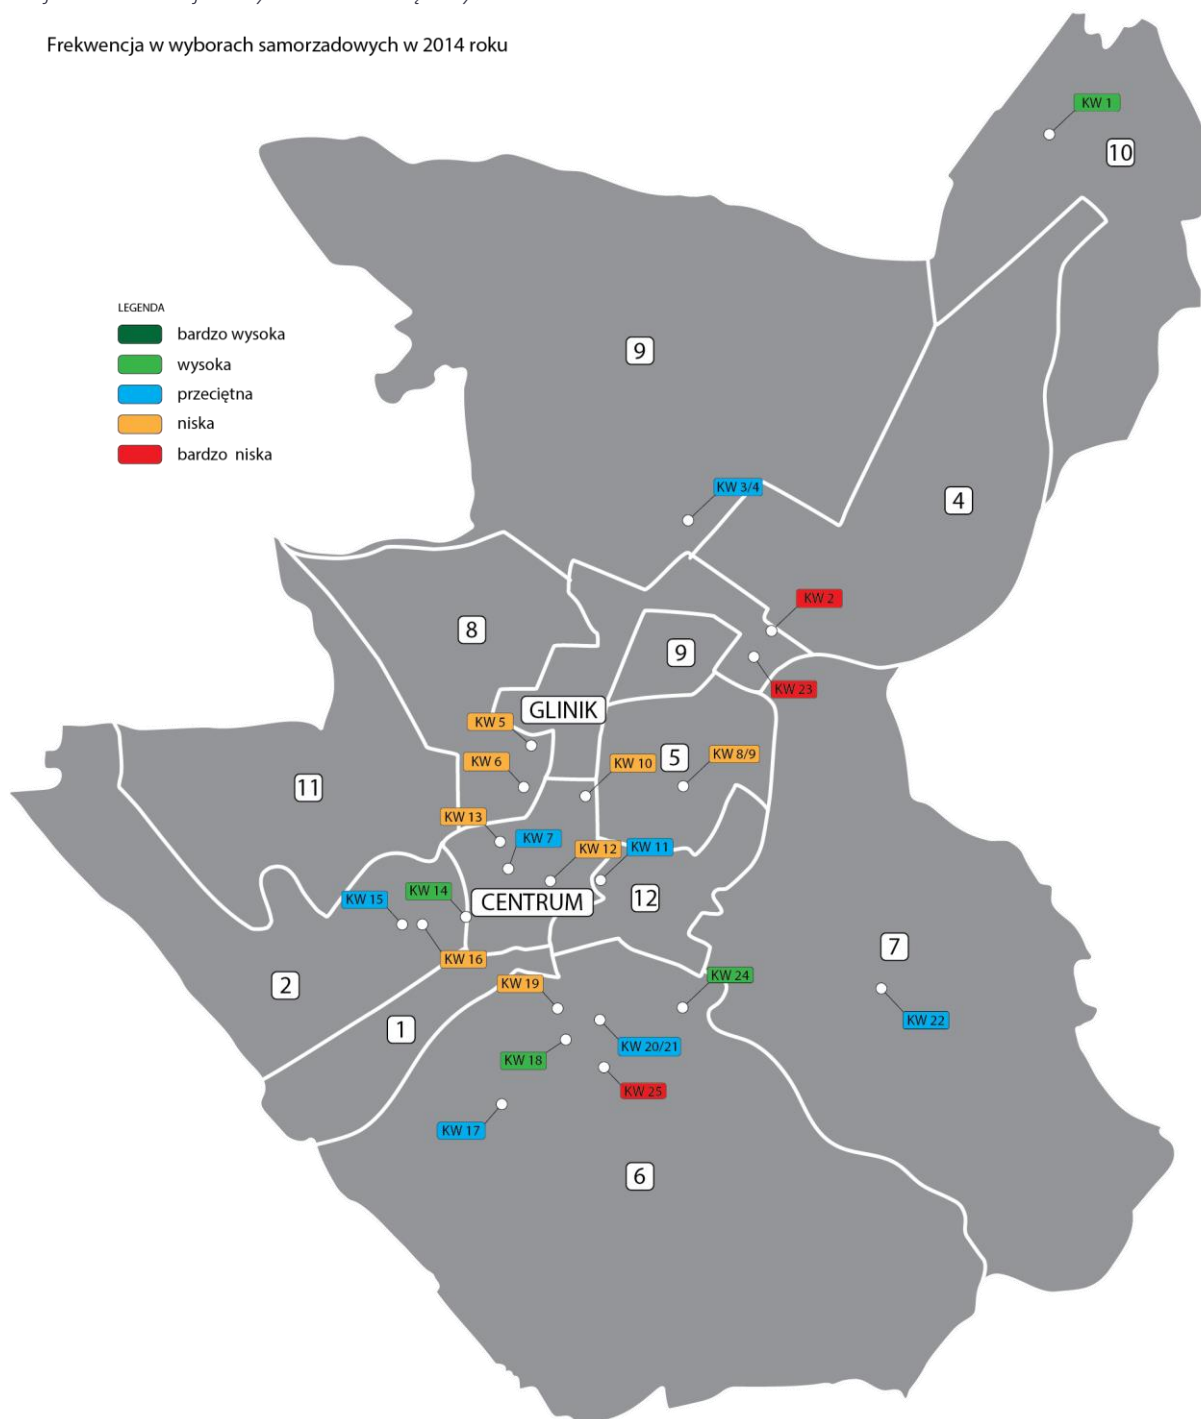 Frekwencja w wyborach samorzadowych w 2014 roku
KW 1
10
LEGENDA
bardzo wysoka
wysoka
przeciętna
niska
bardzo niska
9
KW 3/4
4
KW 2
8
9
KW 23
GLINIK
KW 5
KW 6
KW 10
5
KW 8/9
11
KW 13
KW 7
KW 12
KW 11
KW 15
KW 14
CENTRUM
12
KW 16
7
2
KW 19
KW 24
1
KW 22
KW 18
KW 20/21
KW 25
KW 17
6